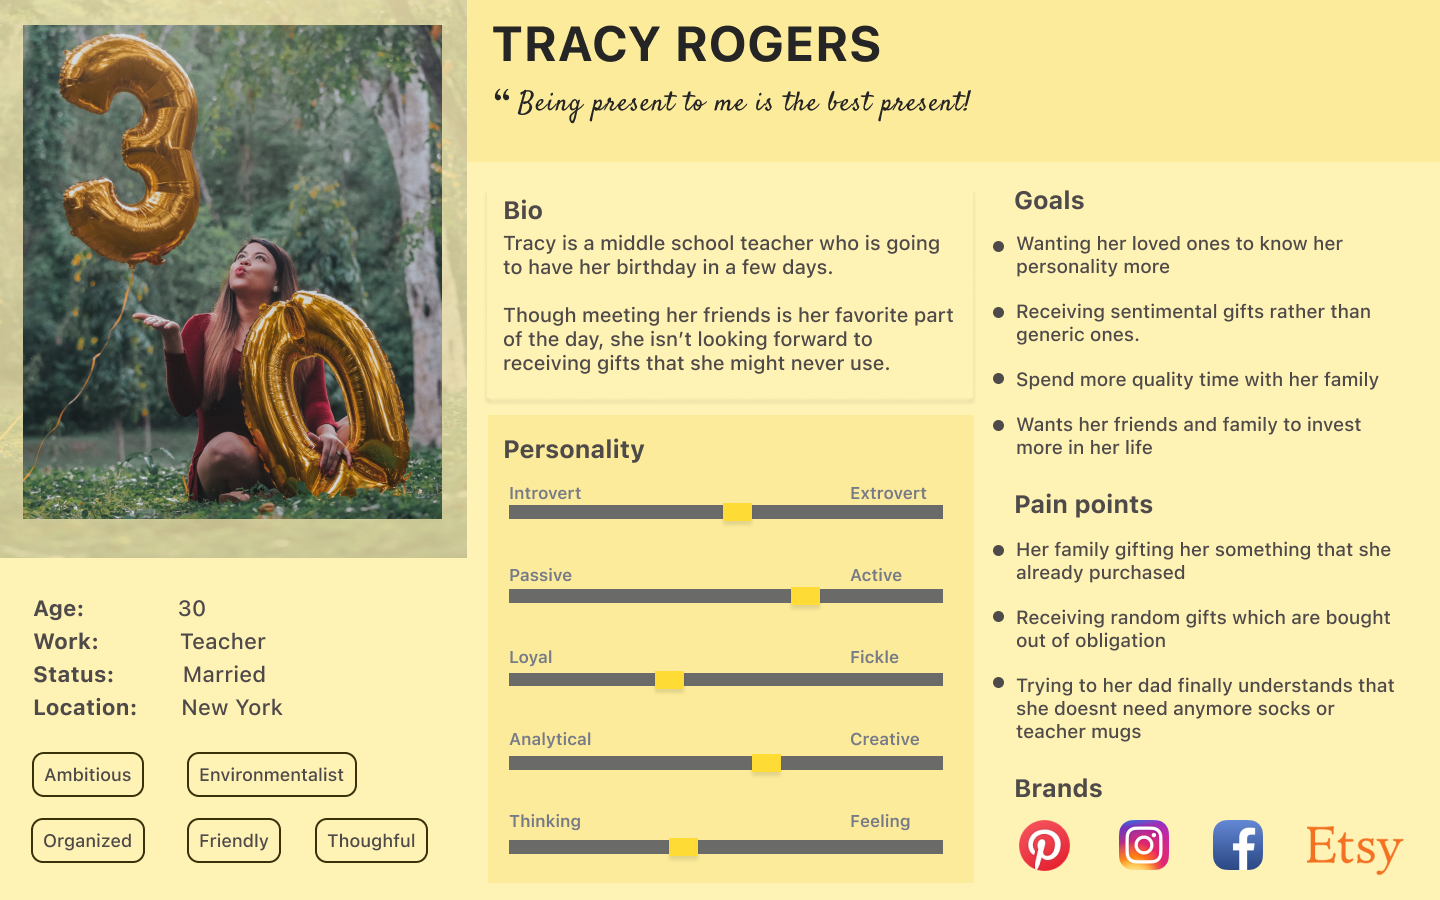 TRACY ROGERS
“ Being present to me is the best present!
Bio
Tracy is a middle school teacher who is going
to have her birthday in a few days.
Though meeting her friends is her favorite part
of the day, she isn’t looking forward to
receiving gifts that she might never use.
Personality
Introvert Extrovert
Passive Active
Loyal Fickle
Analytical Creative
Thinking Feeling
Goals
Wanting her loved ones to know her
personality more
Receiving sentimental gifts rather than
generic ones.
Spend more quality time with her family
Wants her friends and family to invest
more in her life
Pain points
Her family gifting her something that she
already purchased
Receiving random gifts which are bought
out of obligation
Trying to her dad finally understands that
she doesnt need anymore socks or
teacher mugs
Brands
Etsy
Age: 30
Work: Teacher
Status: Married
Location: New York
Ambitious Environmentalist
Organized Friendly Thoughtful
30